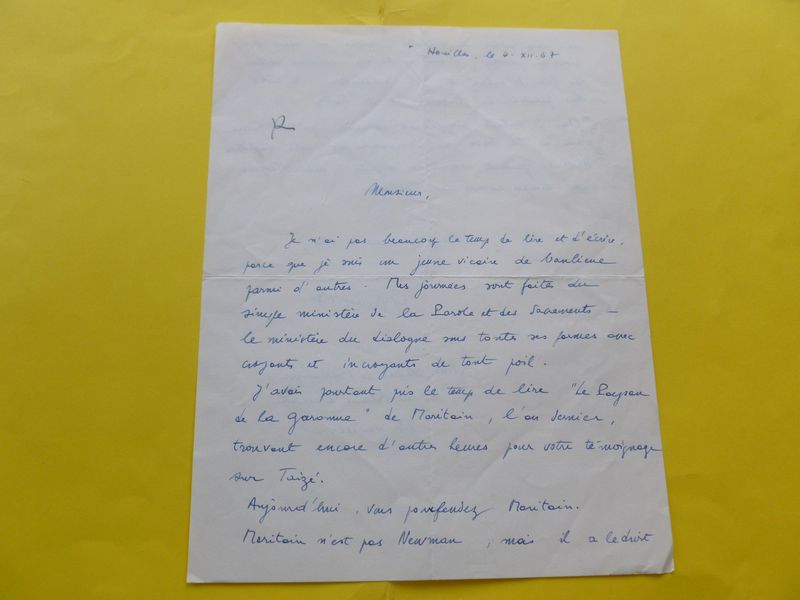 Houilles, le 4-XII-67
Monsieur,
Je n'ai pas beaucoup le temps de lire et d'écrire,
parce que je suis un jeune vicaire de banlieue
parmi d'autres. Mes journées sont faites du
simple ministère de la Parole et des Sacrements –
le ministère du dialogue sous toutes ses formes avec
croyants et incroyants de tout poil.
J'avais pourtant pris le temps de lire "Le Paysan
de la Garonne" de Maritain, l'an dernier,
trouvant encore d'autres heures pour votre témoignage
sur Taizé.
Aujourd'hui, vous pourfendez Maritain.
Maritain n'est pas Newman, mais il a le droit